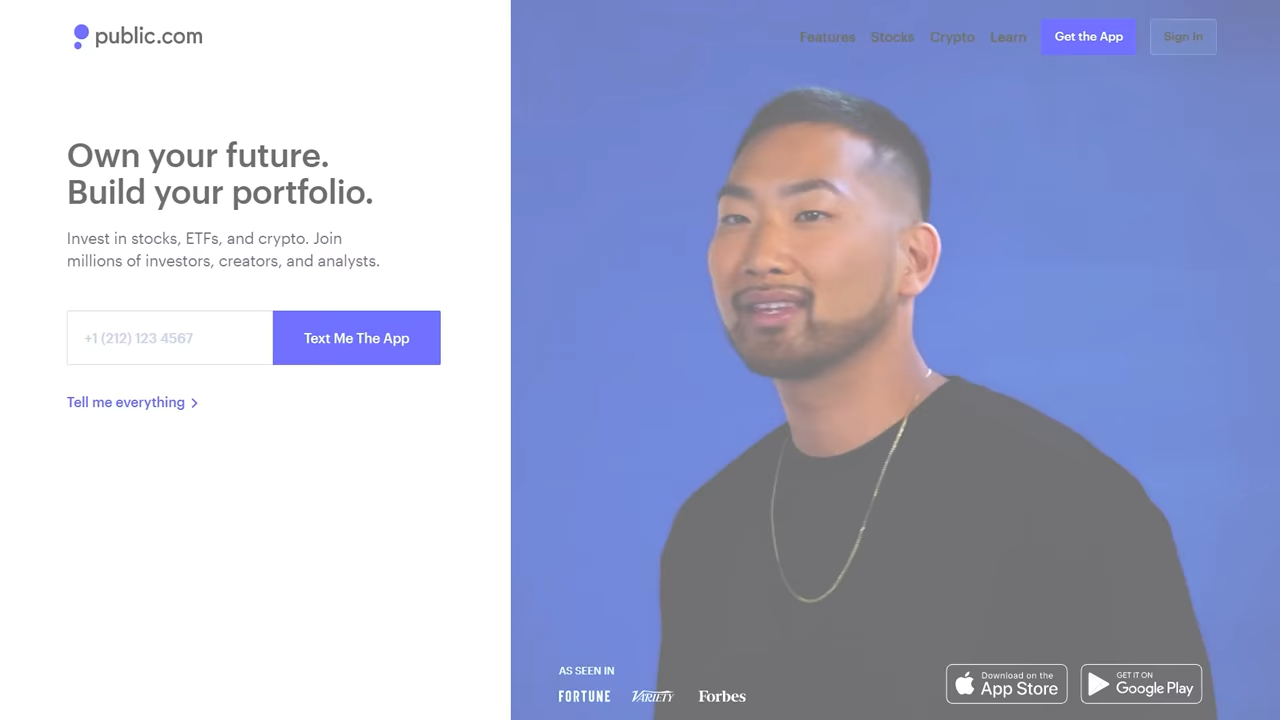 public.com
Features Stocks Crypto Learn Get the App Sign In
Own your future.
Build your portfolio.
Invest in stocks, ETFs, and crypto. Join
millions of investors, creators, and analysts.
+1 (212) 123 4567 Text Me The App
Tell me everything
AS SEEN IN
FORTUNE VARIETY Forbes
Download on the
App Store
GET IT ON
Google Play